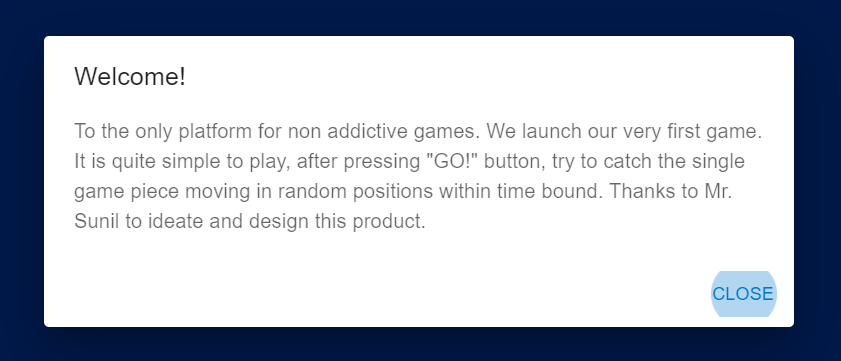 Welcome!
To the only platform for non addictive games. We launch our very first game.
It is quite simple to play, after pressing "GO!" button, try to catch the single
game piece moving in random positions within time bound. Thanks to Mr.
Sunil to ideate and design this product.
CLOSE